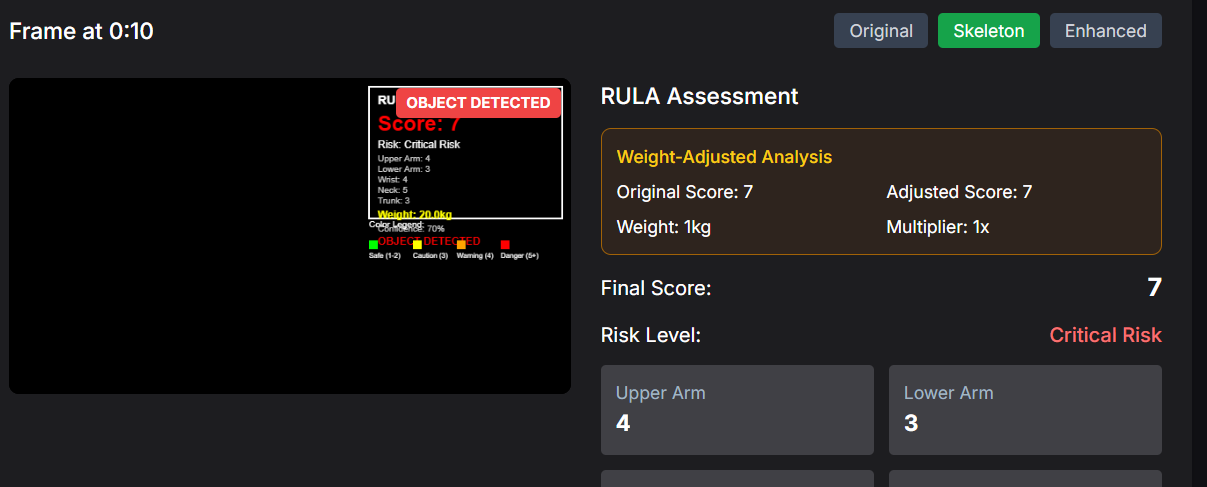 Frame at 0:10
Original
Skeleton
Enhanced
RU
OBJECT DETECTED
Score: 7
Risk: Critical Risk
Upper Arm: 4
Lower Arm: 3
Wrist: 4
Neck: 5
Trunk: 3
Weight: 20.0kg
Color Legend:
Confidence: 70%
OBJECT DETECTED
Safe (1-2)
Caution (3)
Warning (4)
Danger (5+)
RULA Assessment
Weight-Adjusted Analysis
Original Score: 7
Adjusted Score: 7
Weight: 1kg
Multiplier: 1x
Final Score:
7
Risk Level:
Critical Risk
Upper Arm
4
Lower Arm
3